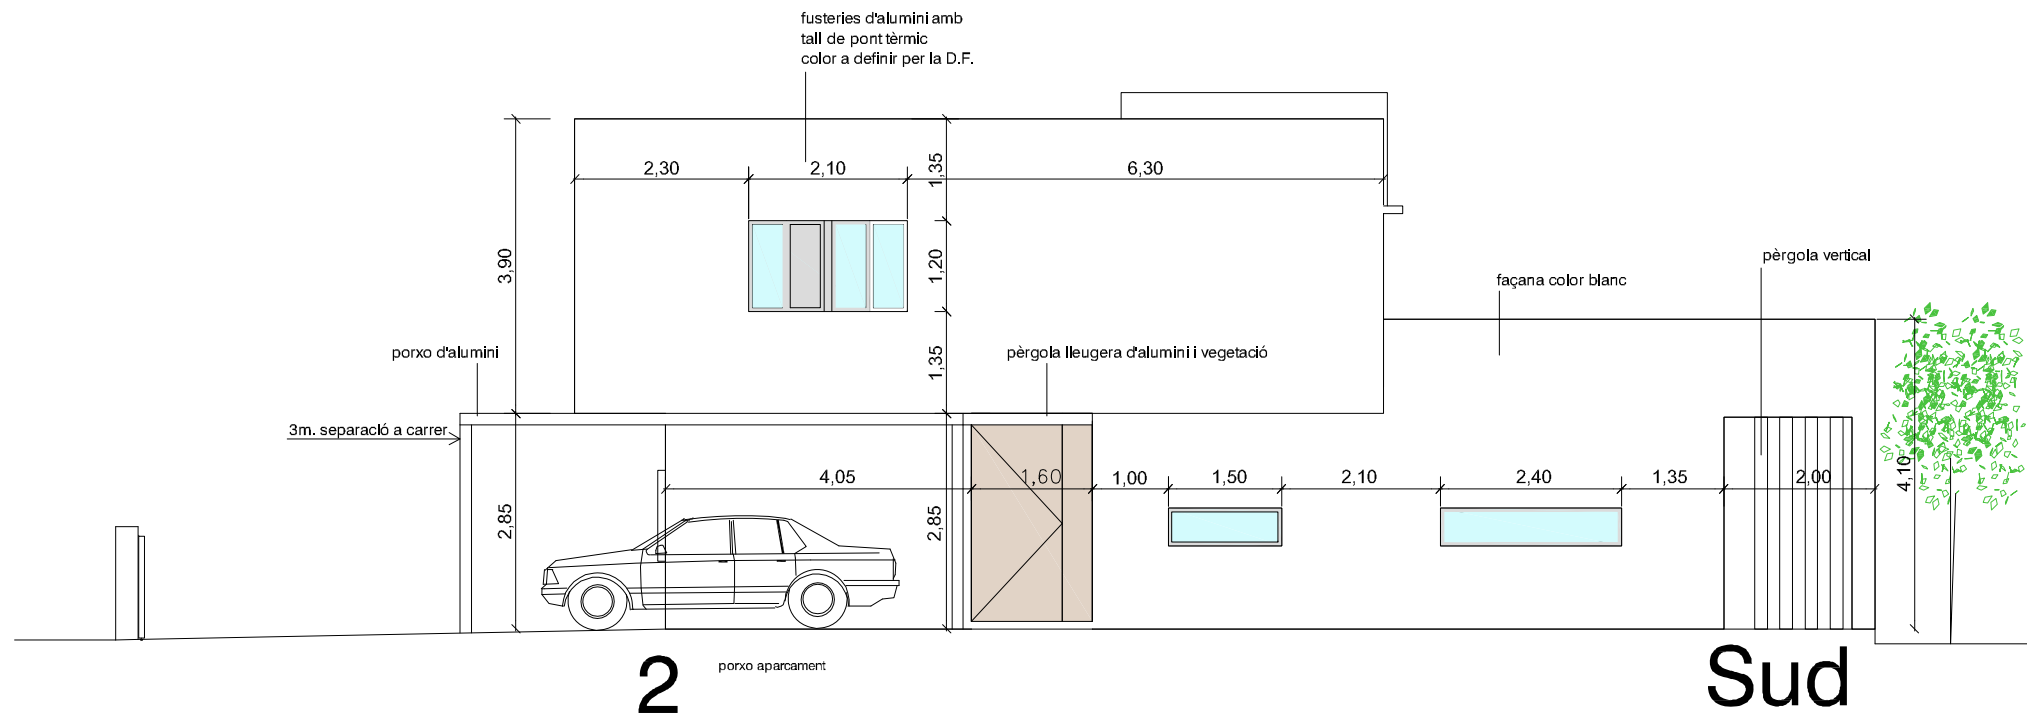 fusteries d'alumini amb
tall de pont tèrmic
color a definir per la D.F.
2,30
2,10
1,35
6,30
3,90
1,20
pèrgola vertical
façana color blanc
porxo d'alumini
1,35
pèrgola lleugera d'alumini i vegetació
3m. separació a carrer
4,05
1,60
1,00
1,50
2,10
2,40
1,35
2,00
4,10
2,85
2,85
2
porxo aparcament
Sud